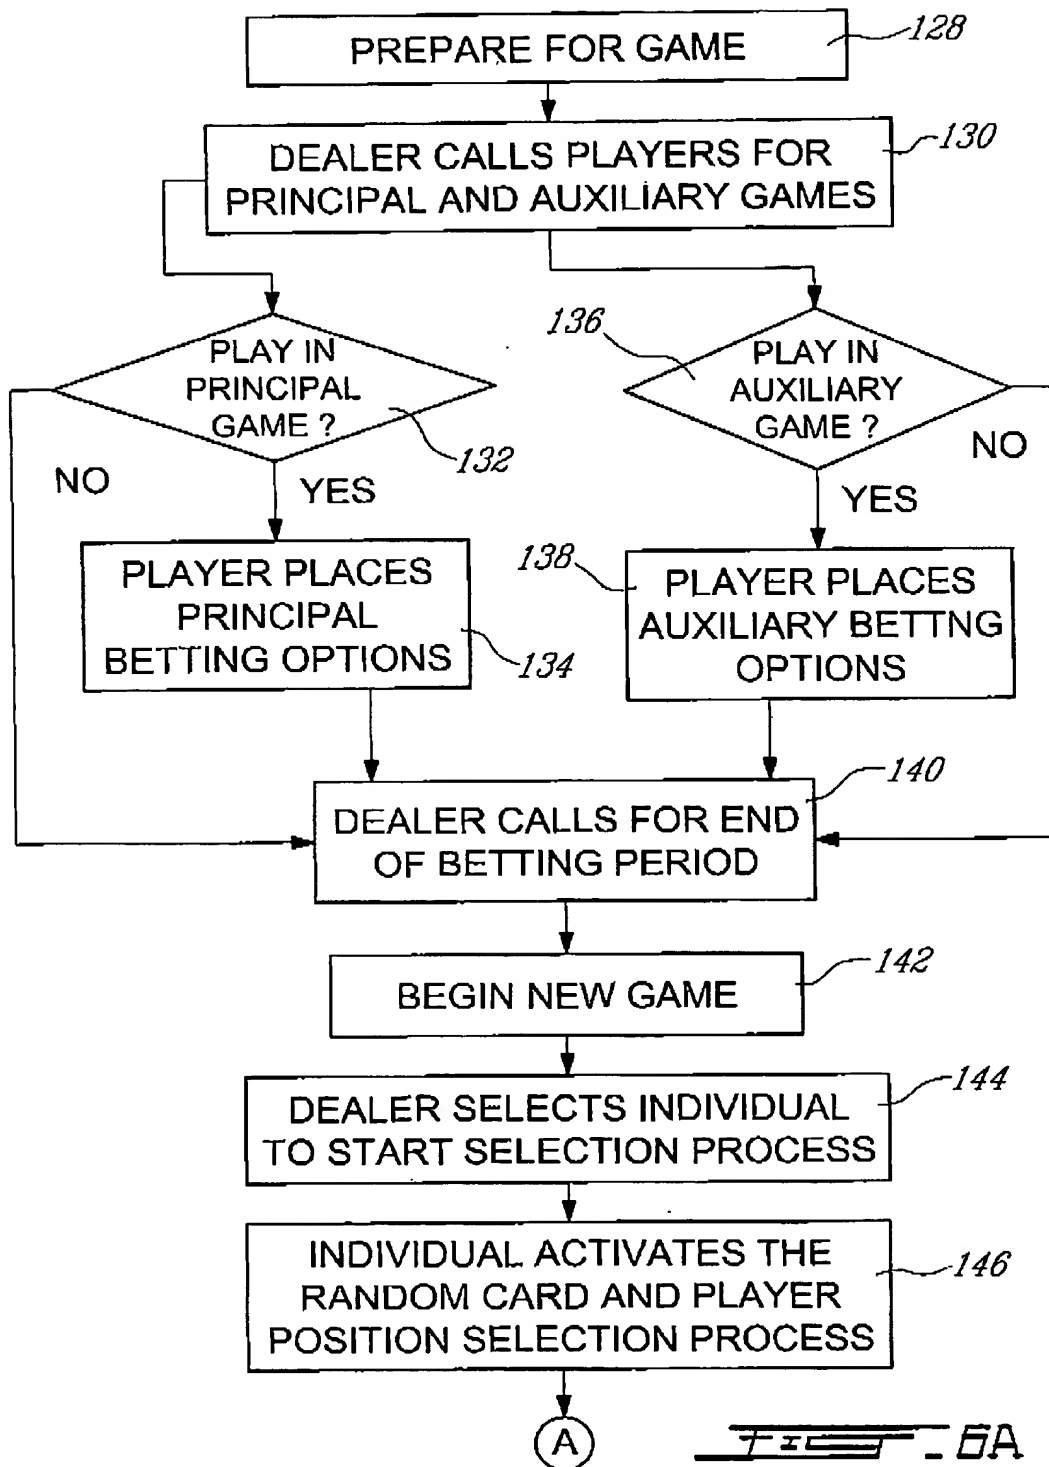 PREPARE FOR GAME
128
DEALER CALLS PLAYERS FOR
PRINCIPAL AND AUXILIARY GAMES
130
PLAY IN
PRINCIPAL
GAME ?
132
NO
YES
136
PLAY IN
AUXILIARY
GAME ?
NO
YES
PLAYER PLACES
PRINCIPAL
BETTING OPTIONS
134
138
PLAYER PLACES
AUXILIARY BETTNG
OPTIONS
DEALER CALLS FOR END
OF BETTING PERIOD
140
BEGIN NEW GAME
142
DEALER SELECTS INDIVIDUAL
TO START SELECTION PROCESS
144
INDIVIDUAL ACTIVATES THE
RANDOM CARD AND PLAYER
POSITION SELECTION PROCESS
146
A
FIG. 6A